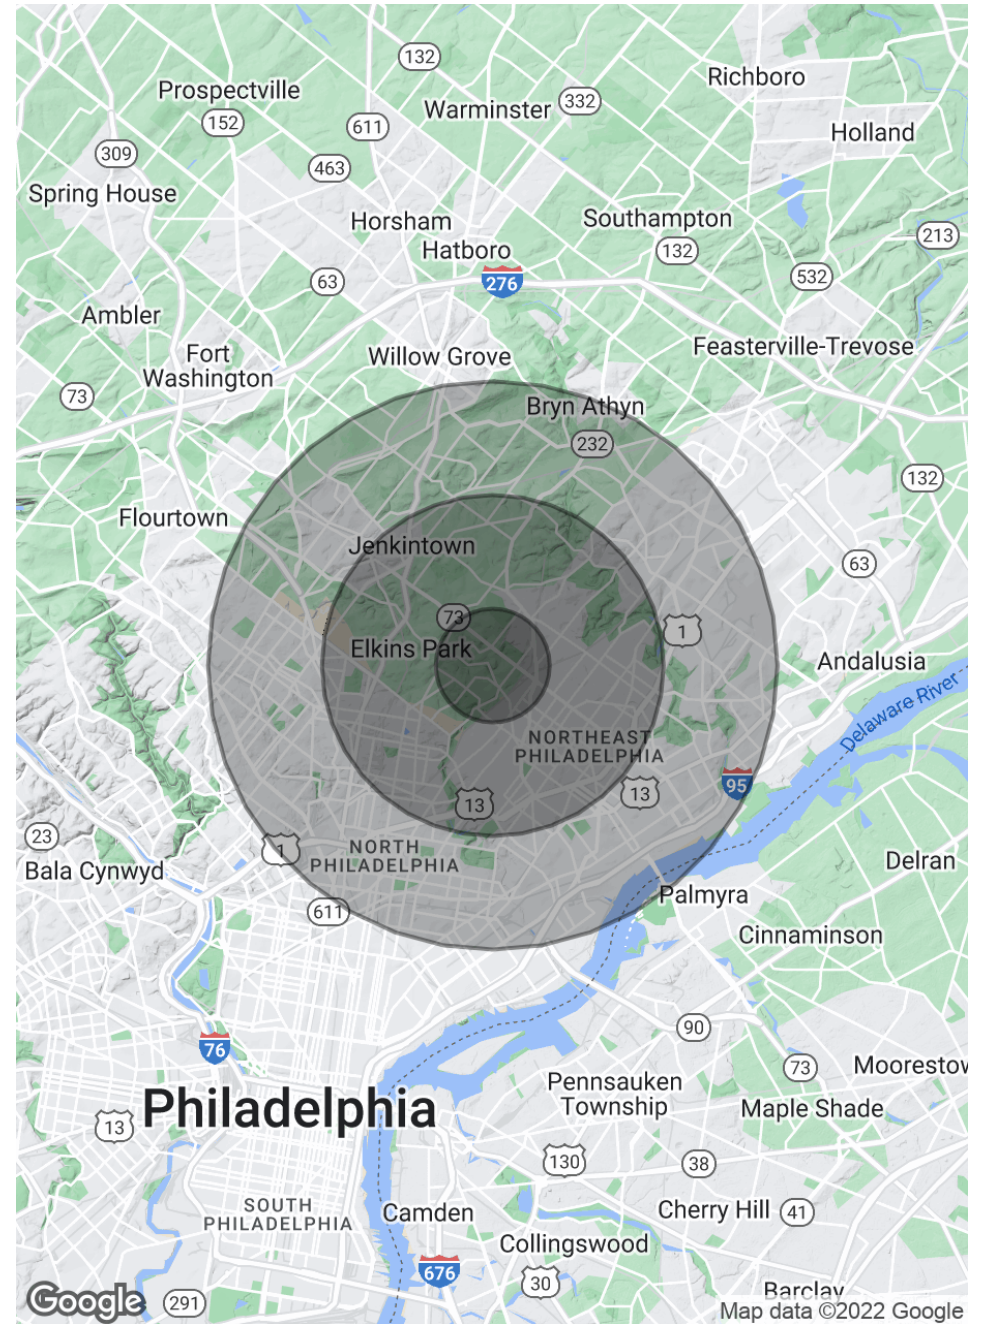 132
Richboro
Prospectville
Warminster
332
152
611
Holland
309
463
Spring House
Horsham
Southampton
213
Hatboro
132
532
63
276
Ambler
Feasterville-Trevose
Fort
Washington
Willow Grove
73
Bryn Athyn
232
132
Flourtown
Jenkintown
63
73
1
Elkins Park
Andalusia
Delaware River
NORTHEAST
PHILADELPHIA
95
13
13
23
1
NORTH
PHILADELPHIA
Delran
Bala Cynwyd
Palmyra
611
Cinnaminson
90
76
73
Moorestow
Pennsauken
Township
Philadelphia
Maple Shade
13
130
38
SOUTH
PHILADELPHIA
Camden
Cherry Hill
41
Collingswood
676
30
Barclay
Google
291
Map data ©2022 Google